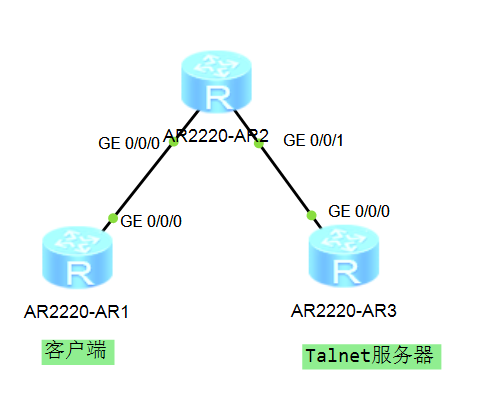 R
AR2220-AR2
GE 0/0/0
GE 0/0/1
GE 0/0/0
GE 0/0/0
R
R
AR2220-AR1
AR2220-AR3
客户端
Talnet服务器